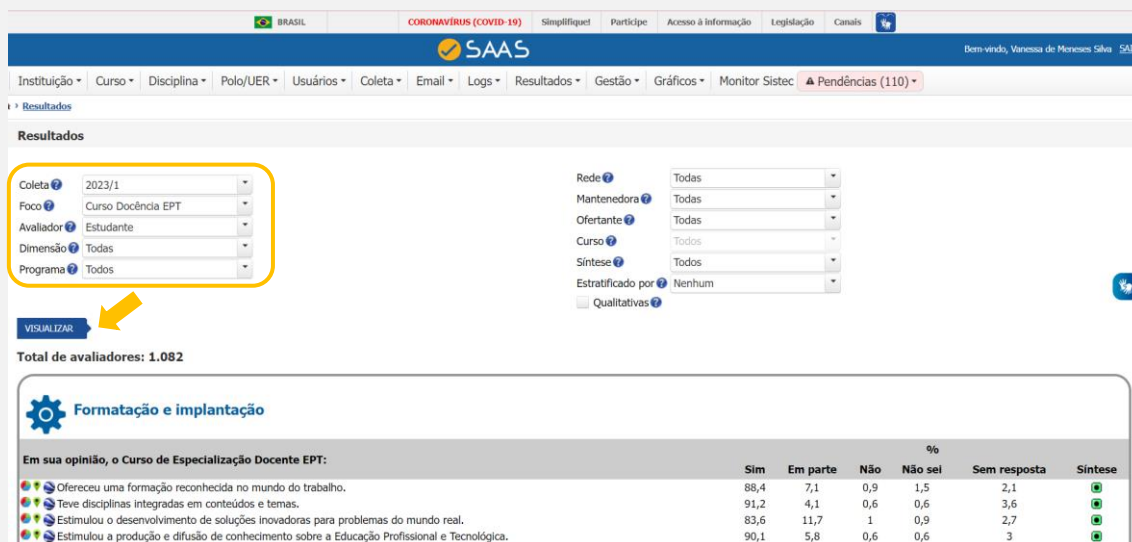 BRASIL CORONAVÍRUS (COVID-19) Simplifique! Participe Acesso à informação Legislação Canais
SAAS
Bem-vindo, Vanessa de Meneses Silva
Instituição Curso Disciplina Polo/UER Usuários Coleta Email Logs Resultados Gestão Gráficos Monitor Sistec Pendências (110)
› Resultados
Resultados
Coleta 2023/1
Foco Curso Docência EPT
Avaliador Estudante
Dimensão Todas
Programa Todos
Rede Todas
Mantenedora Todas
Ofertante Todas
Curso Todos
Síntese Todos
Estratificado por Nenhum
Qualitativas
VISUALIZAR
Total de avaliadores: 1.082
Formatação e implantação
%
Em sua opinião, o Curso de Especialização Docente EPT:
Sim Em parte Não Não sei Sem resposta Síntese
Ofereceu uma formação reconhecida no mundo do trabalho. 88,4 7,1 0,9 1,5 2,1
Teve disciplinas integradas em conteúdos e temas. 91,2 4,1 0,6 0,6 3,6
Estimulou o desenvolvimento de soluções inovadoras para problemas do mundo real. 83,6 11,7 1 0,9 2,7
Estimulou a produção e difusão de conhecimento sobre a Educação Profissional e Tecnológica. 90,1 5,8 0,6 0,6 3